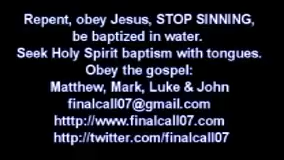 Repent, obey Jesus, STOP SINNING,
be baptized in water.
Seek Holy Spirit baptism with tongues.
Obey the gospel:
Matthew, Mark, Luke & John
finalcall07@gmail.com
htttp://www.finalcall07.com
http://twitter.com/finalcall07